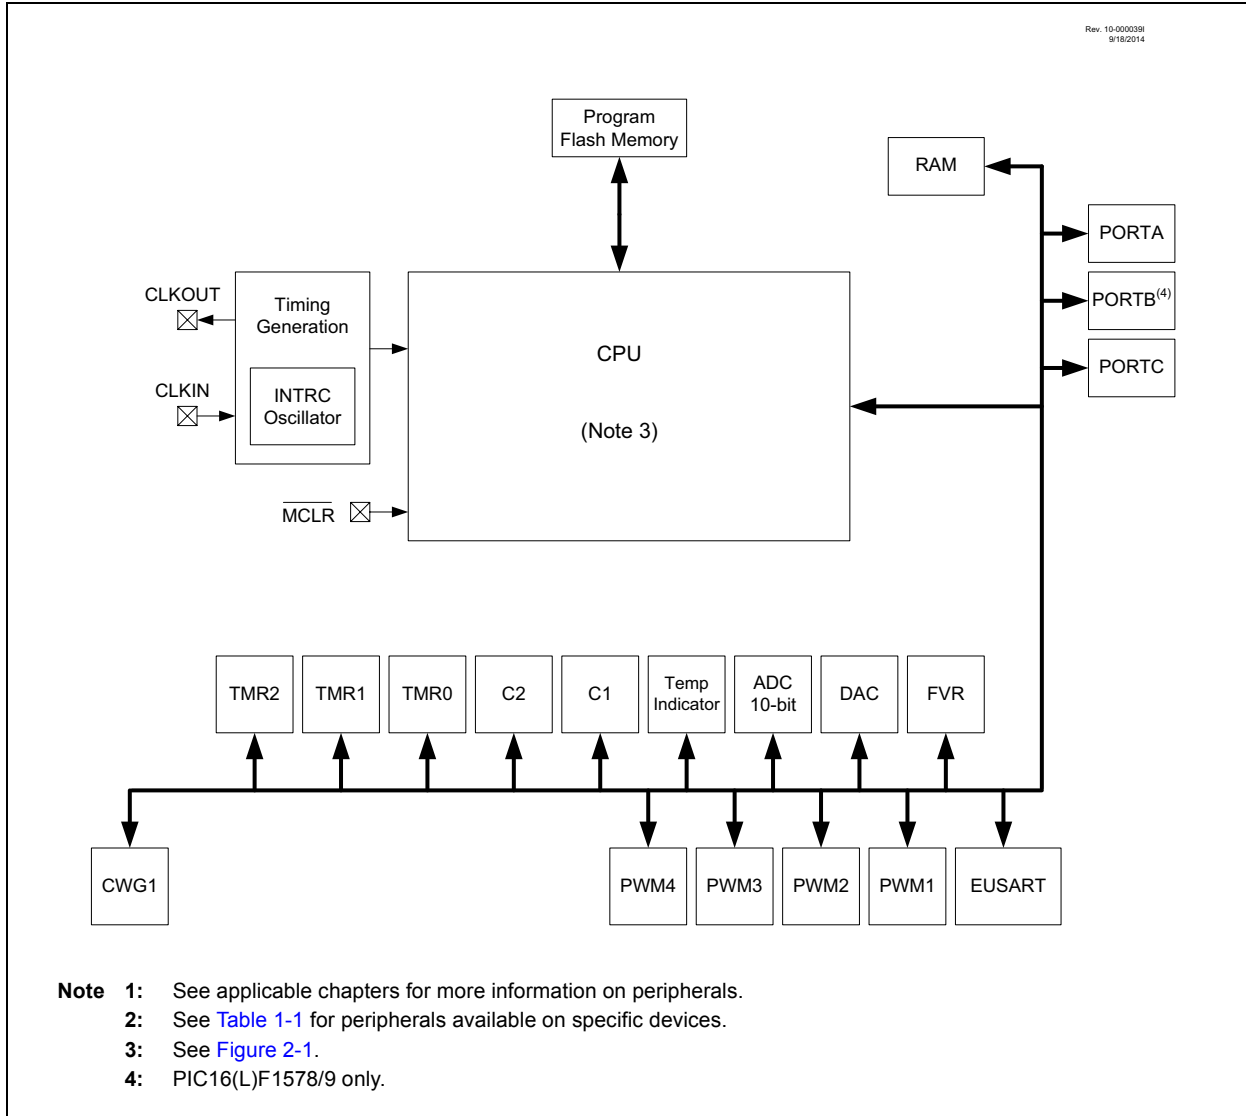 Rev. 10-000039I
9/18/2014
Program
Flash Memory
RAM
PORTA
PORTB(4)
PORTC
CLKOUT
Timing
Generation
CLKIN
INTRC
Oscillator
CPU
(Note 3)
MCLR
TMR2
TMR1
TMR0
C2
C1
Temp
Indicator
ADC
10-bit
DAC
FVR
CWG1
PWM4
PWM3
PWM2
PWM1
EUSART
Note 1: See applicable chapters for more information on peripherals.
2: See Table 1-1 for peripherals available on specific devices.
3: See Figure 2-1.
4: PIC16(L)F1578/9 only.